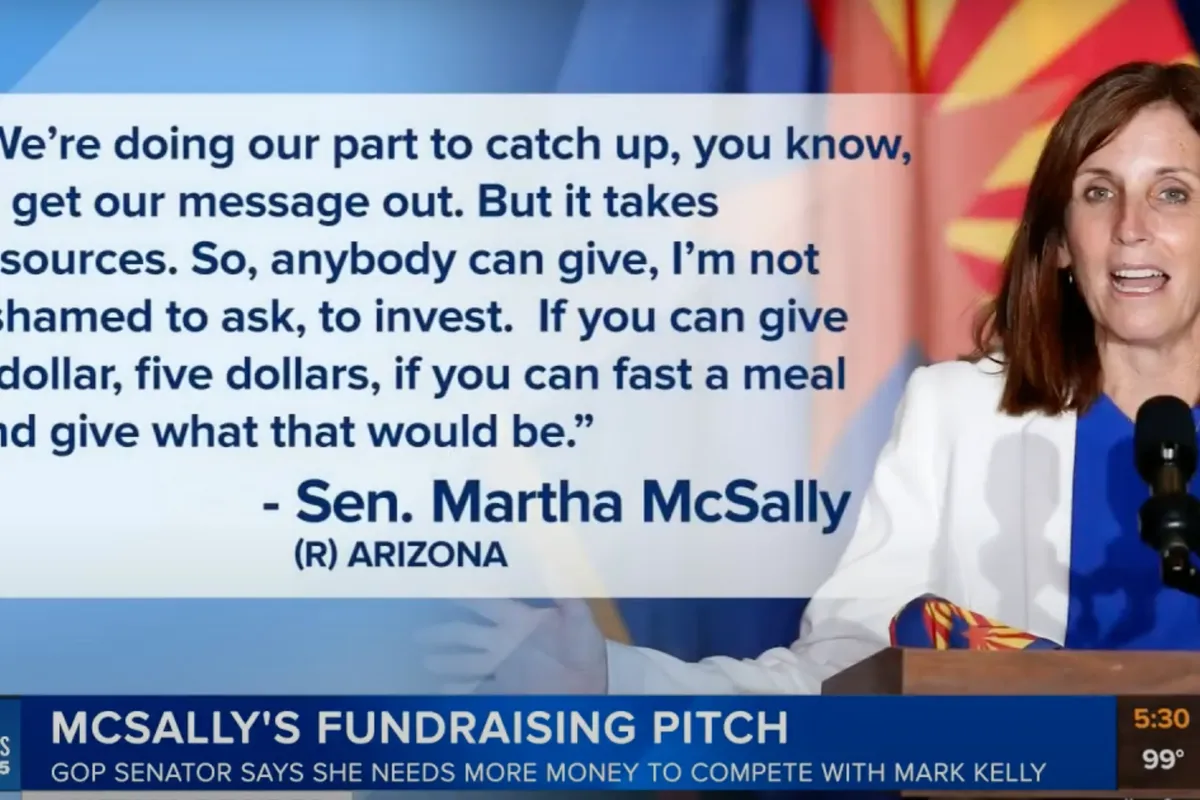 We're doing our part to catch up, you know,
get our message out. But it takes
sources. So, anybody can give, I'm not
shamed to ask, to invest.  If you can give
dollar, five dollars, if you can fast a meal
nd give what that would be."
- Sen. Martha McSally
(R) ARIZONA
MCSALLY'S FUNDRAISING PITCH
GOP SENATOR SAYS SHE NEEDS MORE MONEY TO COMPETE WITH MARK KELLY
S
5
5:30
99°